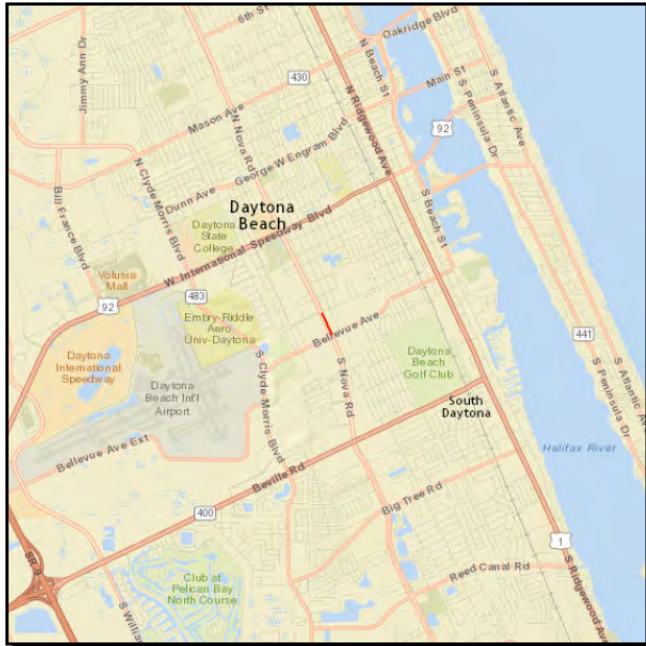 6th St
Oakridge Blvd
Jimmy Ann Dr
430
N Beach St
Main St
S Atlantic Ave
Mason Ave
N Nova Rd
N Ridgewood Ave
S Peninsula Dr
George W Engram Blvd
92
N Clyde Morris Blvd
Dunn Ave
Bill France Blvd
Daytona
Beach
Daytona
State
College
S Beach St
W International Speedway Blvd
Volusia
Mall
92
483
Embry-Riddle
Aero
Univ-Daytona
Bellevue Ave
441
Daytona
International
Speedway
Daytona
Beach Int'l
Airport
S Clyde Morris Blvd
S Nova Rd
Daytona
Beach
Golf Club
S Peninsula Dr
S Atlantic Ave
South
Daytona
Bellevue Ave Ext
Halifax River
Beville Rd
400
Big Tree Rd
1
SR-9
Reed Canal Rd
Club at
Pelican Bay
North Course
S Ridgewood Ave
S Willia